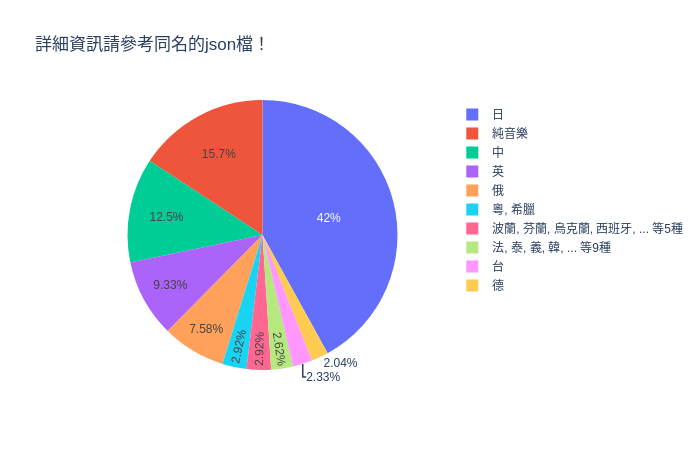 詳細資訊請參考同名的json檔！
42%
15.7%
12.5%
9.33%
7.58%
2.92%
2.92%
2.62%
2.33%
2.04%
日
純音樂
中
英
俄
粵, 希臘
波蘭, 芬蘭, 烏克蘭, 西班牙, ... 等5種
法, 泰, 義, 韓, ... 等9種
台
德